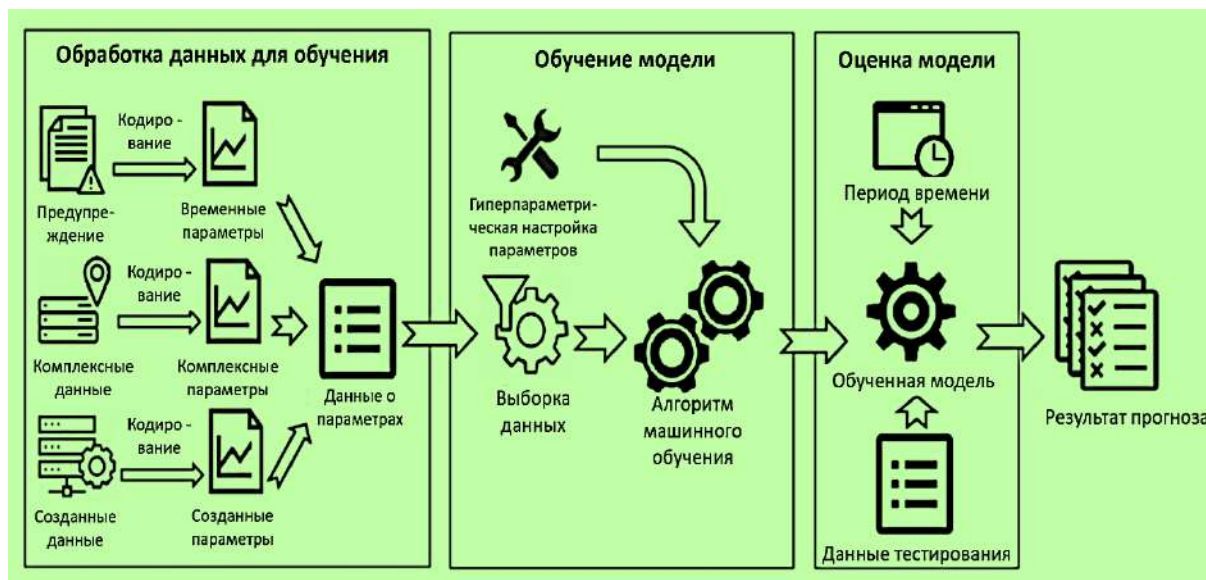 Обработка данных для обучения
Кодиро -
вание
Предупре-
ждение
Временные
параметры
Кодиро -
вание
Комплексные
данные
Комплексные
параметры
Кодиро -
вание
Созданные
данные
Созданные
параметры
Данные о
параметрах
Обучение модели
Гиперпараметри-
ческая настройка
параметров
Выборка
данных
Алгоритм
машинного
обучения
Оценка модели
Период времени
Обученная модель
Данные тестирования
Результат прогноза